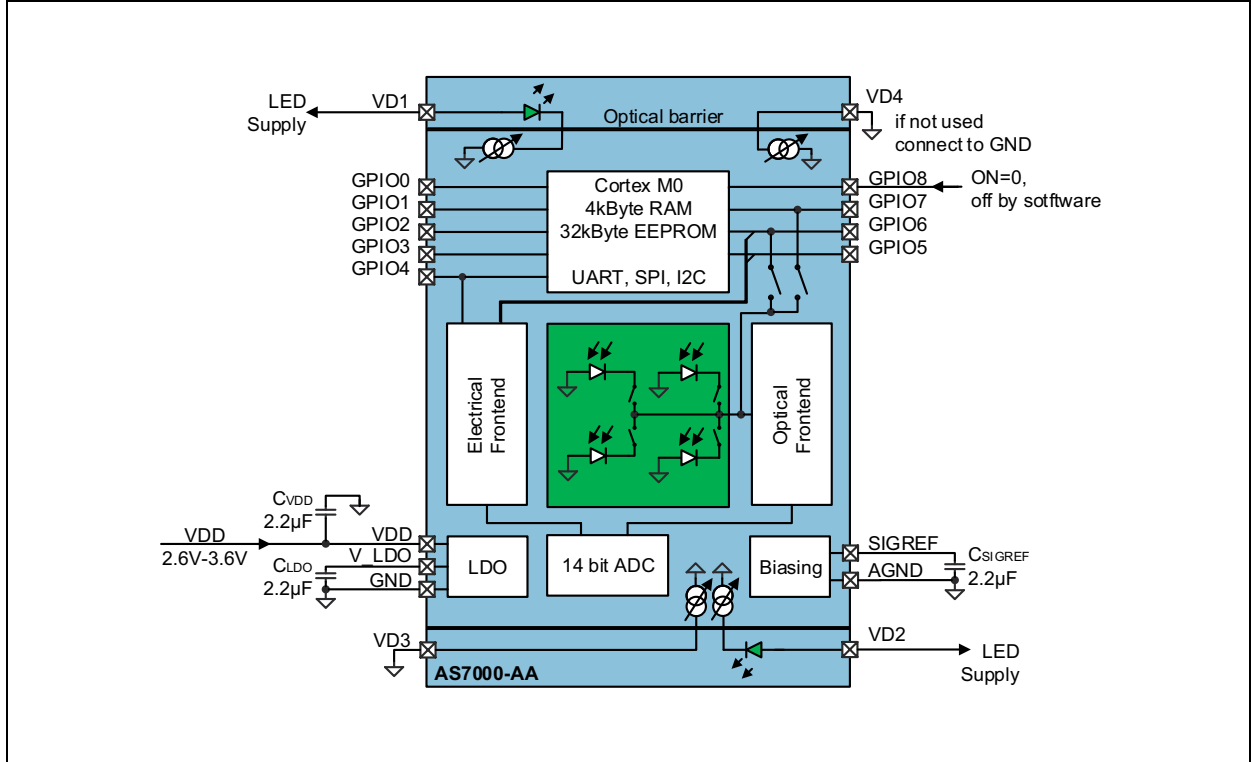 LED
Supply
VD1
Optical barrier
VD4
if not used
connect to GND
GPIO0
GPIO1
GPIO2
GPIO3
GPIO4
Cortex M0
4kByte RAM
32kByte EEPROM
UART, SPI, I2C
GPIO8
GPIO7
GPIO6
GPIO5
ON=0,
off by sotftware
Electrical
Frontend
Optical
Frontend
CVDD
2.2µF
VDD
2.6V-3.6V
VDD
V_LDO
GND
CLDO
2.2µF
LDO
14 bit ADC
Biasing
SIGREF
AGND
CSIGREF
2.2µF
VD3
VD2
LED
Supply
AS7000-AA